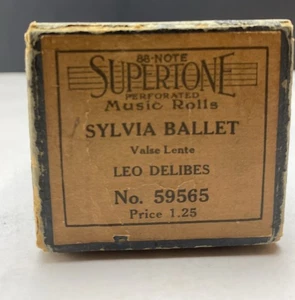 88-NOTE
SUPERTONE
PERFORATED
Music Rolls
SYLVIA BALLET
Valse Lente
LEO DELIBES
No. 59565
Price 1.25